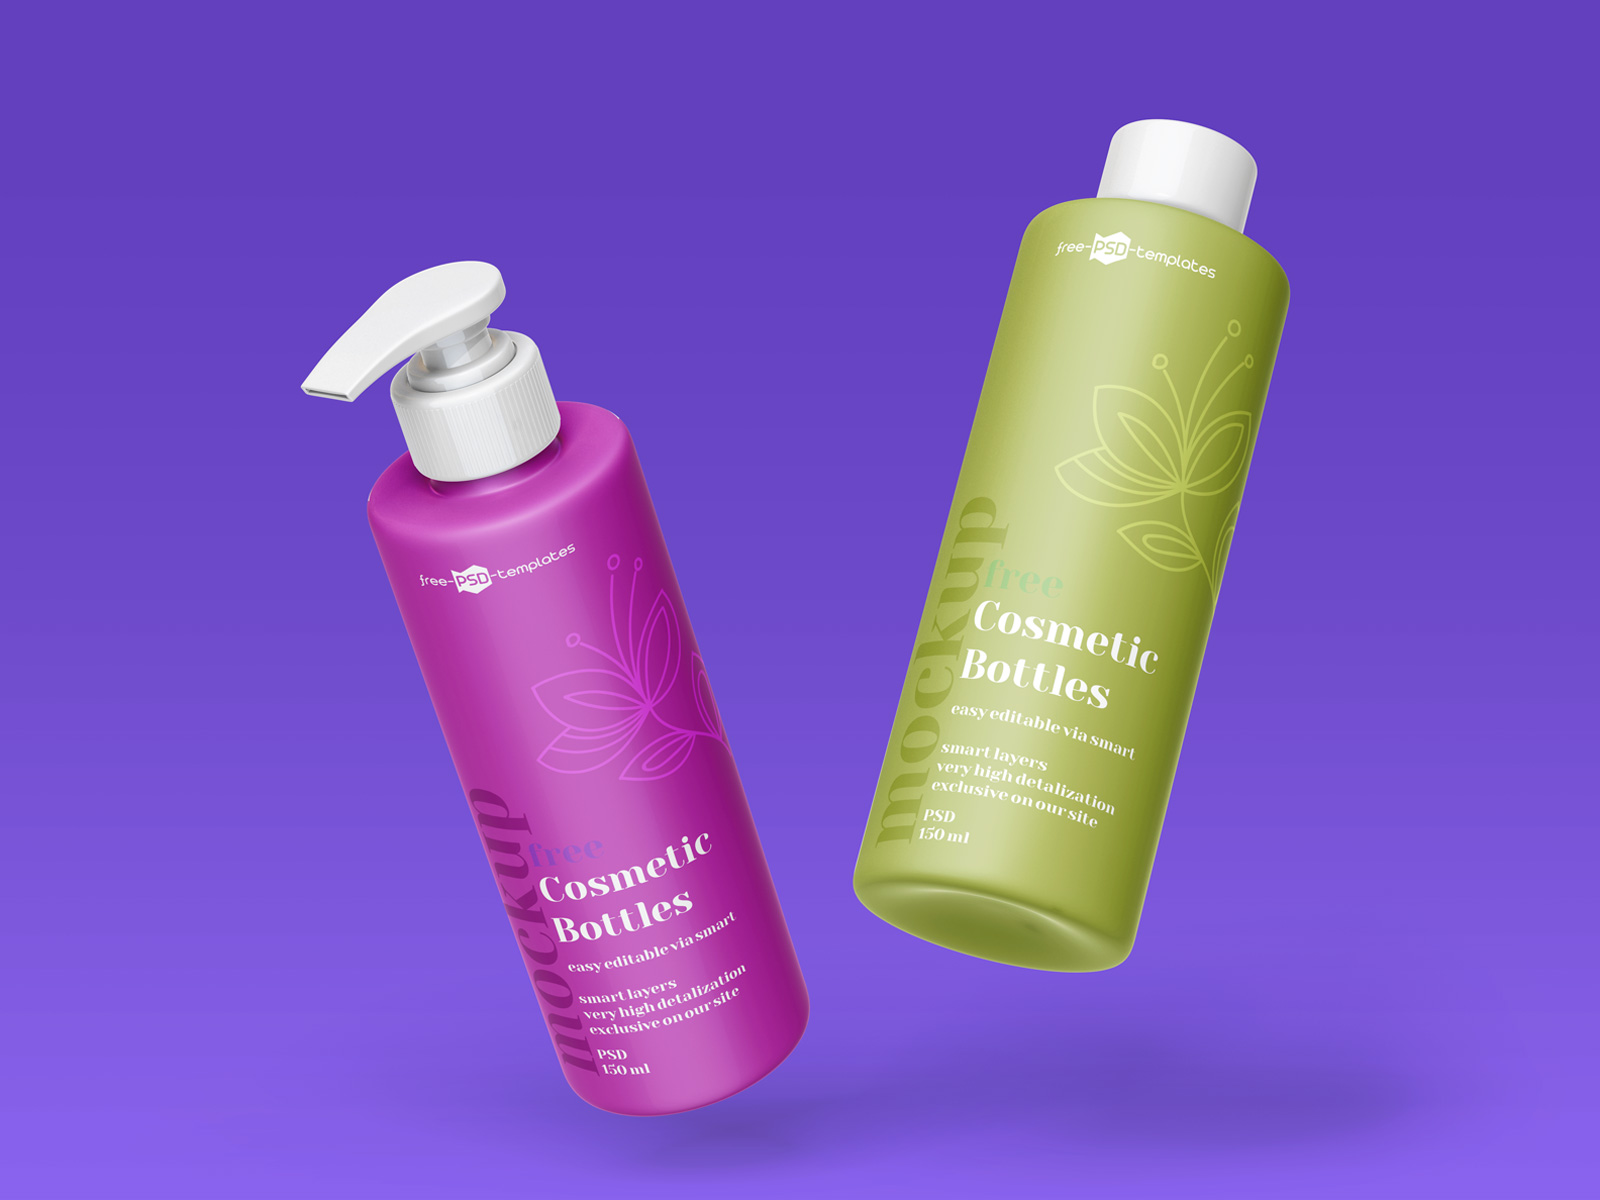 free-PSD-templates
mockup
free
Cosmetic
Bottles
easy editable via smart
smart layers
very high detalization
exclusive on our site
PSD
150 ml
free-PSD-templates
mockup
free
Cosmetic
Bottles
easy editable via smart
smart layers
very high detalization
exclusive on our site
PSD
150 ml